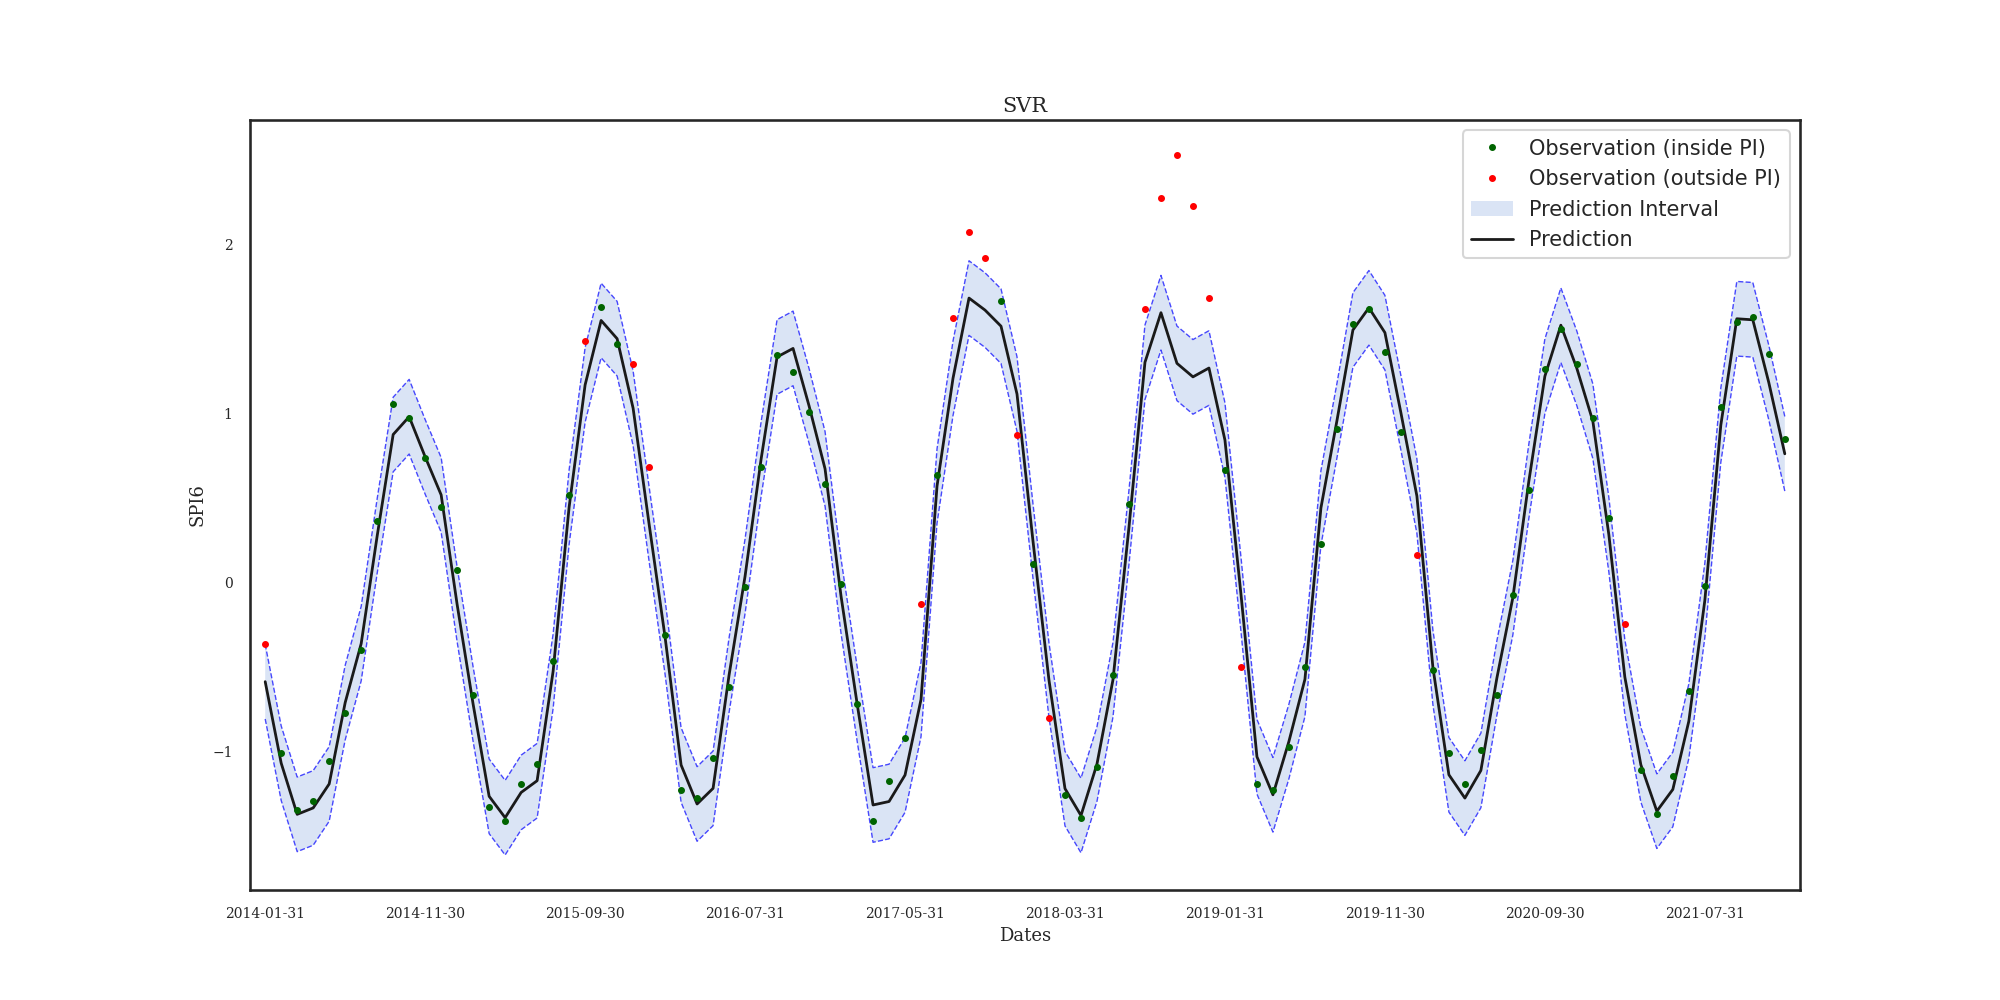 SVR
Observation (inside PI)
Observation (outside PI)
Prediction Interval
Prediction
2
1
0
−1
SPI6
2014-01-31 2014-11-30 2015-09-30 2016-07-31 2017-05-31 2018-03-31 2019-01-31 2019-11-30 2020-09-30 2021-07-31
Dates